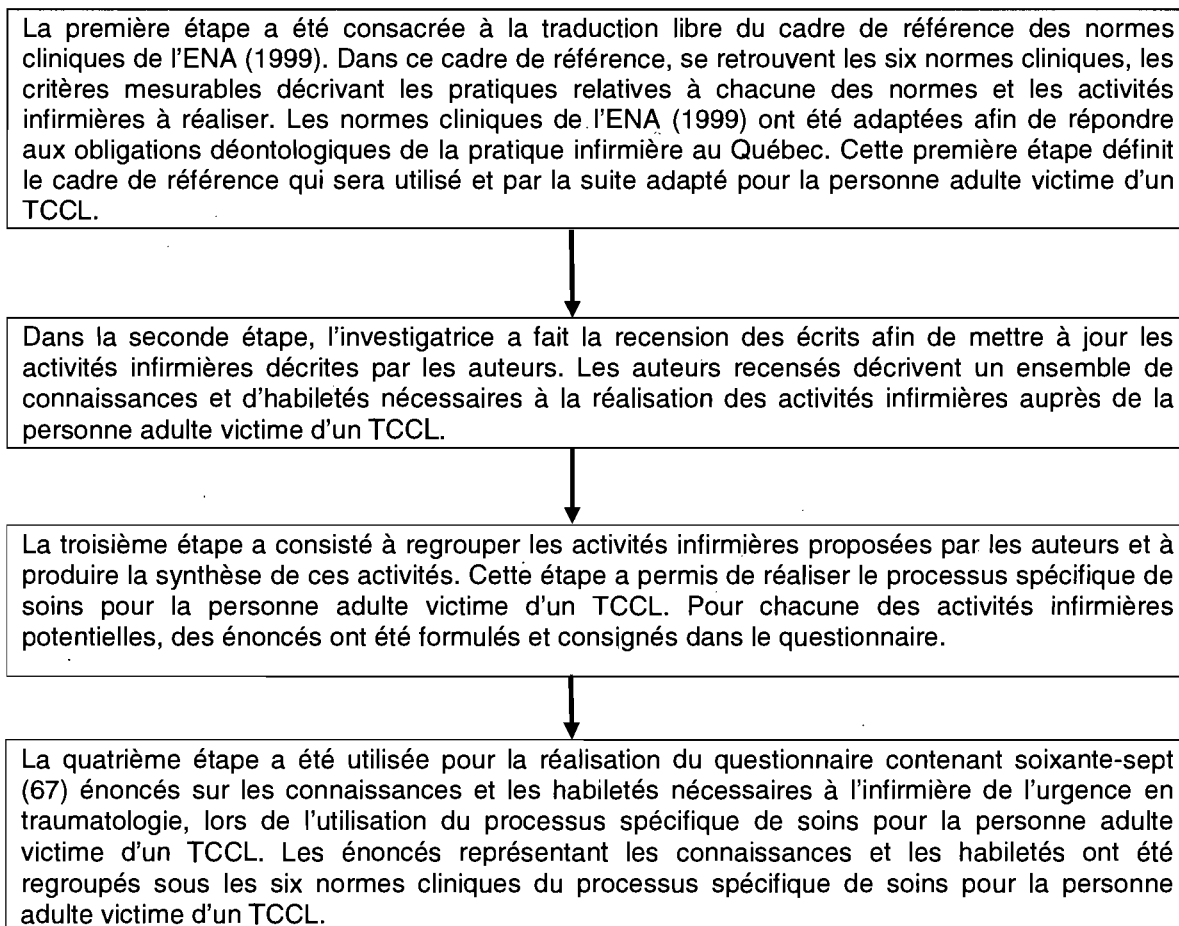 La première étape a été consacrée à la traduction libre du cadre de référence des normes
cliniques de l'ENA (1999). Dans ce cadre de référence, se retrouvent les six normes cliniques, les
critères mesurables décrivant les pratiques relatives à chacune des normes et les activités
infirmières à réaliser. Les normes cliniques de l'ENA (1999) ont été adaptées afin de répondre
aux obligations déontologiques de la pratique infirmière au Québec. Cette première étape définit
le cadre de référence qui sera utilisé et par la suite adapté pour la personne adulte victime d'un
TCCL.
Dans la seconde étape, l'investigatrice a fait la recension des écrits afin de mettre à jour les
activités infirmières décrites par les auteurs. Les auteurs recensés décrivent un ensemble de
connaissances et d'habiletés nécessaires à la réalisation des activités infirmières auprès de la
personne adulte victime d'un TCCL.
La troisième étape a consisté à regrouper les activités infirmières proposées par les auteurs et à
produire la synthèse de ces activités. Cette étape a permis de réaliser le processus spécifique de
soins pour la personne adulte victime d'un TCCL. Pour chacune des activités infirmières
potentielles, des énoncés ont été formulés et consignés dans le questionnaire.
La quatrième étape a été utilisée pour la réalisation du questionnaire contenant soixante-sept
(67) énoncés sur les connaissances et les habiletés nécessaires à l'infirmière de l'urgence en
traumatologie, lors de l'utilisation du processus spécifique de soins pour la personne adulte
victime d'un TCCL. Les énoncés représentant les connaissances et les habiletés ont été
regroupés sous les six normes cliniques du processus spécifique de soins pour la personne
adulte victime d'un TCCL.